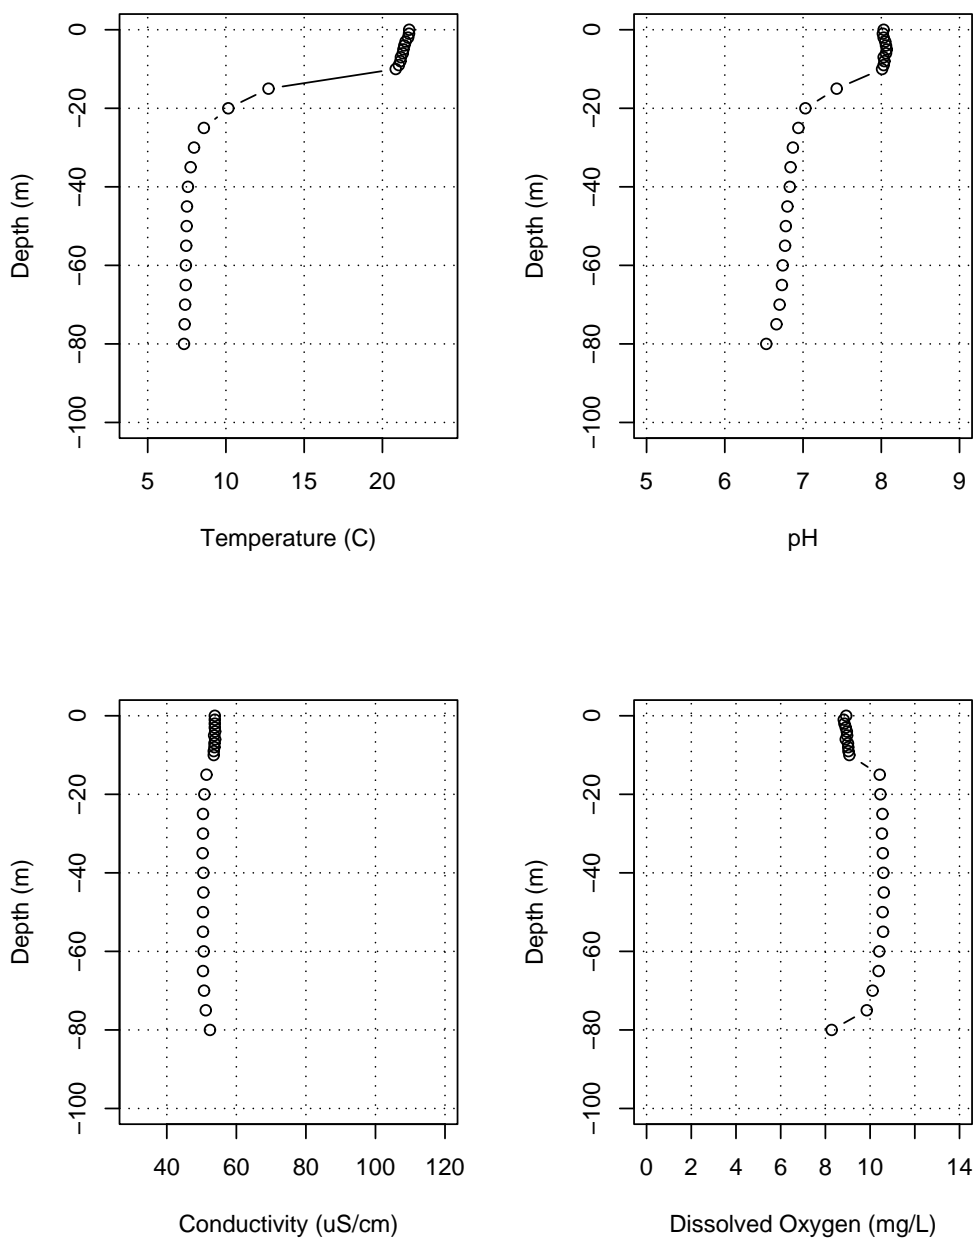 0
−20
−40
−60
−80
−100
Depth (m)
5 10 15 20
Temperature (C)
0
−20
−40
−60
−80
−100
Depth (m)
5 6 7 8 9
pH
0
−20
−40
−60
−80
−100
Depth (m)
40 60 80 100 120
Conductivity (uS/cm)
0
−20
−40
−60
−80
−100
Depth (m)
0 2 4 6 8 10 14
Dissolved Oxygen (mg/L)